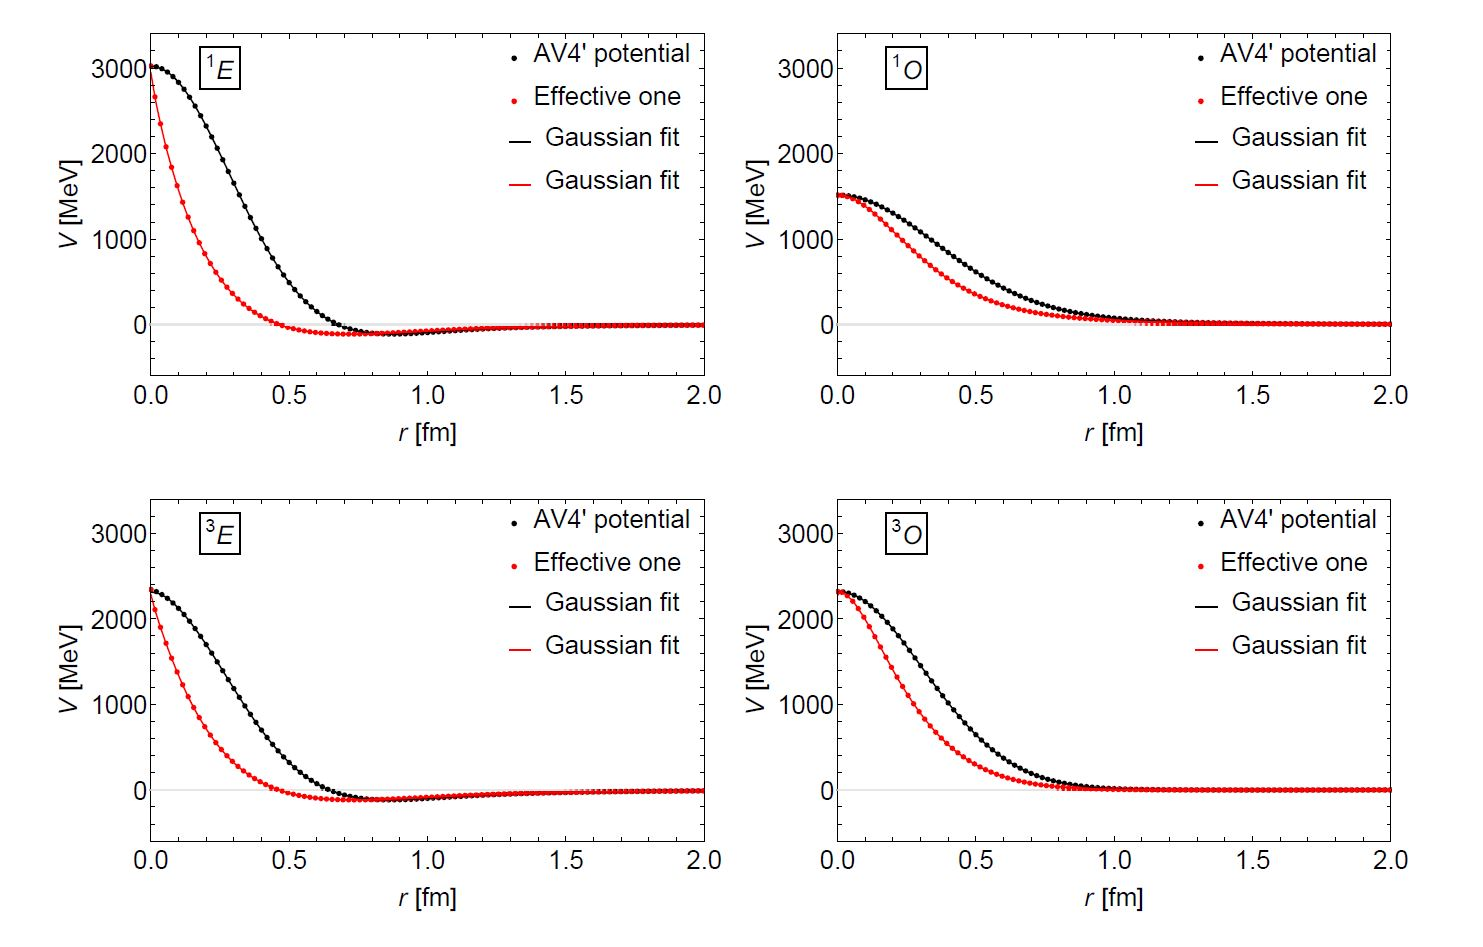 ¹E
AV4' potential
Effective one
Gaussian fit
Gaussian fit
3000
2000
1000
0
V [MeV]
0.0 0.5 1.0 1.5 2.0
r [fm]
¹O
AV4' potential
Effective one
Gaussian fit
Gaussian fit
3000
2000
1000
0
V [MeV]
0.0 0.5 1.0 1.5 2.0
r [fm]
³E
AV4' potential
Effective one
Gaussian fit
Gaussian fit
3000
2000
1000
0
V [MeV]
0.0 0.5 1.0 1.5 2.0
r [fm]
³O
AV4' potential
Effective one
Gaussian fit
Gaussian fit
3000
2000
1000
0
V [MeV]
0.0 0.5 1.0 1.5 2.0
r [fm]